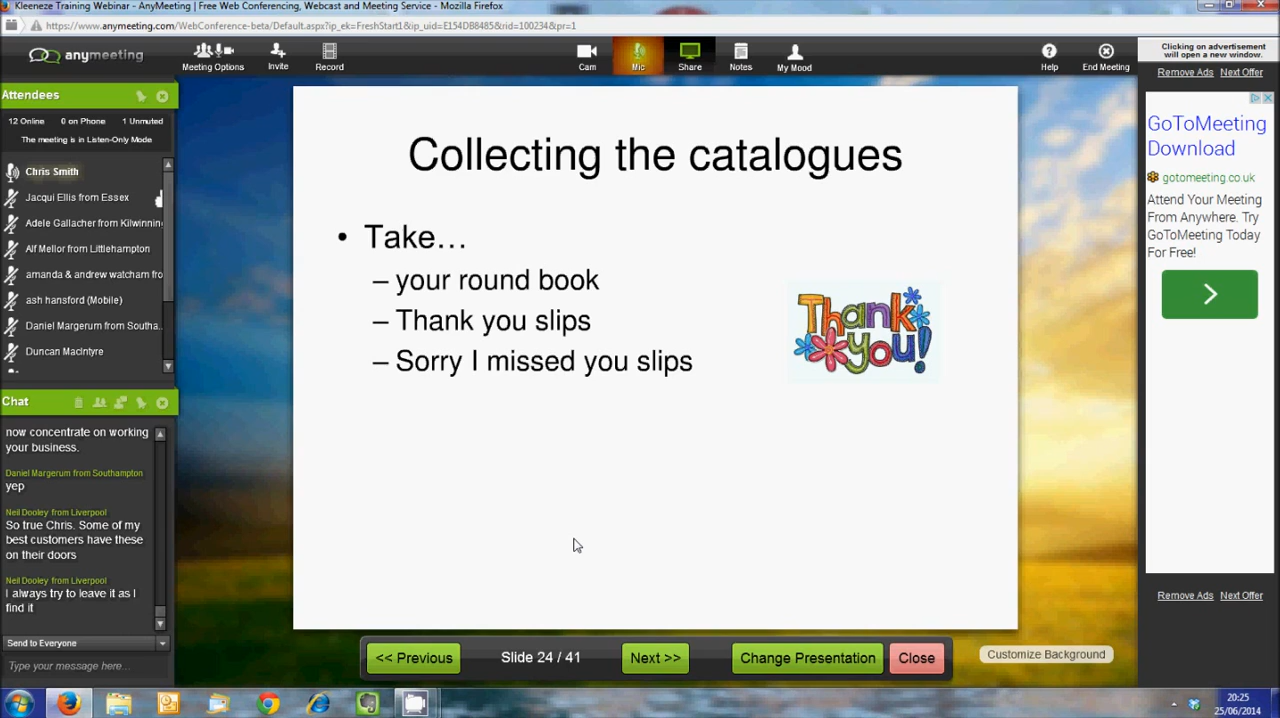 Kleeneze Training Webinar - AnyMeeting | Free Web Conferencing, Webcast and Meeting Service - Mozilla Firefox
https://www.anymeeting.com/WebConference-beta/Default.aspx?ip_ek=FreshStart1&ip_uid=E154DB8485&rid=100234&pr=1
anymeeting
Meeting Options
Invite
Record
Cam
Mic
Share
Notes
My Mood
Help
End Meeting
Clicking on advertisement
will open a new window.
Remove Ads Next Offer
Attendees
12 Online 0 on Phone 1 Unmuted
The meeting is in Listen-Only Mode
Chris Smith
Jacqui Ellis from Essex
Adele Gallacher from Kilwinnin
Alf Mellor from Littlehampton
amanda & andrew watcham fro
ash hansford (Mobile)
Daniel Margerum from Southa...
Duncan MacIntyre
Chat
now concentrate on working
your business.
Daniel Margerum from Southampton
yep
Neil Dooley from Liverpool
So true Chris. Some of my
best customers have these
on their doors
Neil Dooley from Liverpool
I always try to leave it as I
find it
Send to Everyone
Type your message here...
Collecting the catalogues
• Take…
– your round book
– Thank you slips
– Sorry I missed you slips
Thank
you!
<< Previous
Slide 24 / 41
Next >>
Change Presentation
Close
Customize Background
GoToMeeting
Download
gotomeeting.co.uk
Attend Your Meeting
From Anywhere. Try
GoToMeeting Today
For Free!
Remove Ads Next Offer
20:25
25/06/2014